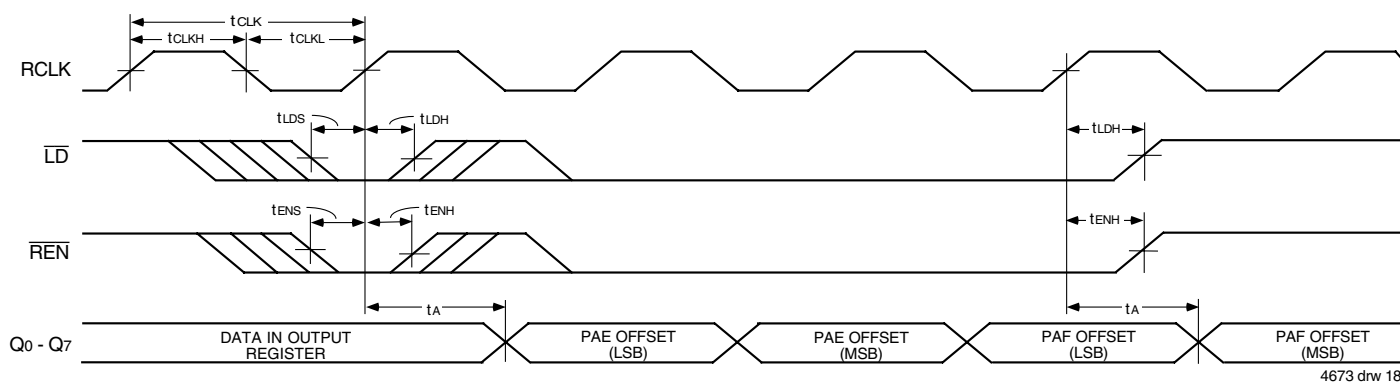 tCLK
tCLKH
tCLKL
RCLK
tLDS
tLDH
tLDH
LD
tENS
tENH
tENH
REN
tA
tA
Q0 - Q7
DATA IN OUTPUT
REGISTER
PAE OFFSET
(LSB)
PAE OFFSET
(MSB)
PAF OFFSET
(LSB)
PAF OFFSET
(MSB)
4673 drw 18